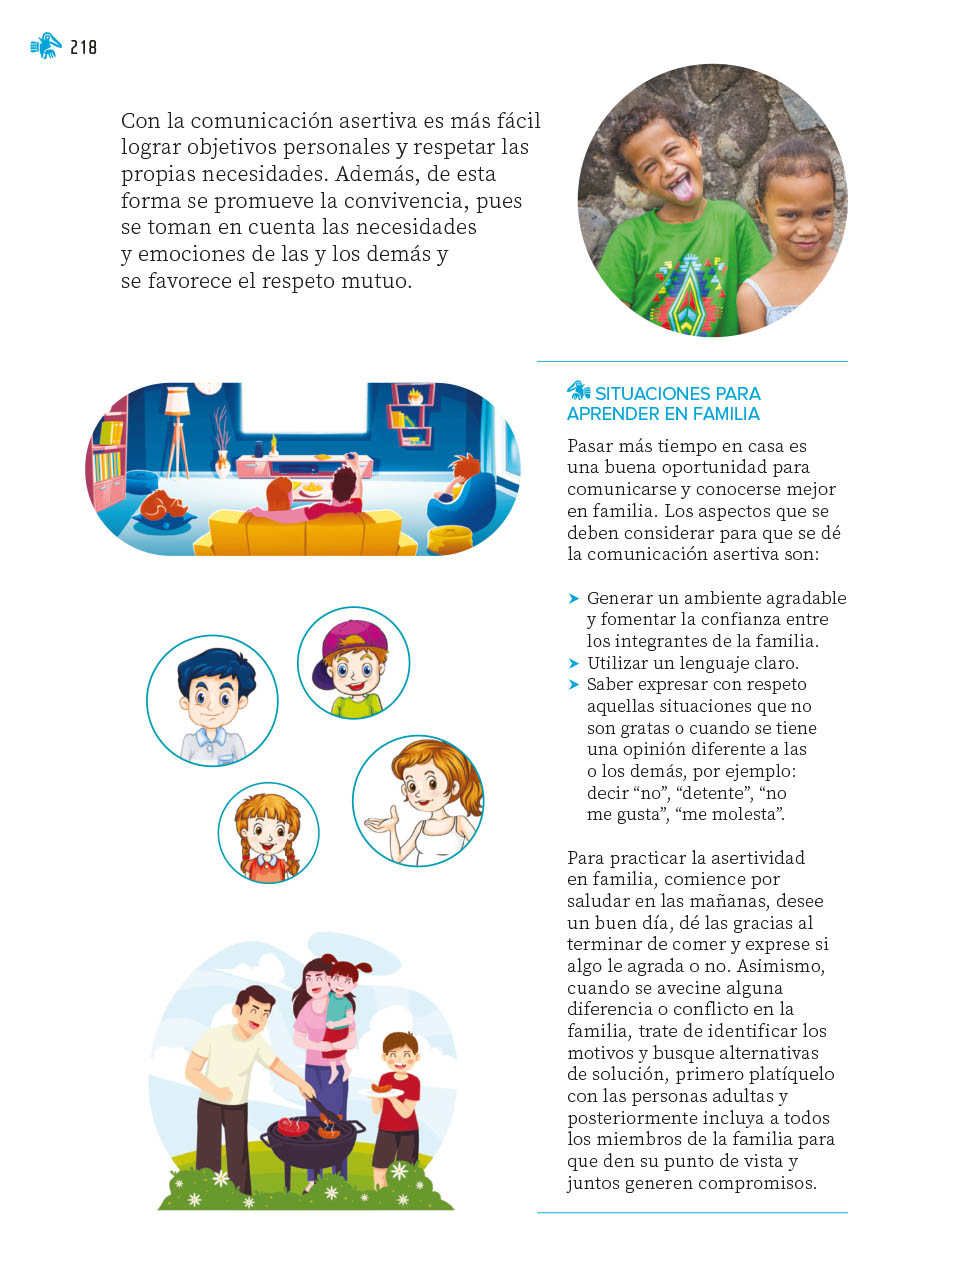 218
Con la comunicación asertiva es más fácil
lograr objetivos personales y respetar las
propias necesidades. Además, de esta
forma se promueve la convivencia, pues
se toman en cuenta las necesidades
y emociones de las y los demás y
se favorece el respeto mutuo.
SITUACIONES PARA
APRENDER EN FAMILIA
Pasar más tiempo en casa es
una buena oportunidad para
comunicarse y conocerse mejor
en familia. Los aspectos que se
deben considerar para que se dé
la comunicación asertiva son:
➤ Generar un ambiente agradable
y fomentar la confianza entre
los integrantes de la familia.
➤ Utilizar un lenguaje claro.
➤ Saber expresar con respeto
aquellas situaciones que no
son gratas o cuando se tiene
una opinión diferente a las
o los demás, por ejemplo:
decir “no”, “detente”, “no
me gusta”, “me molesta”.
Para practicar la asertividad
en familia, comience por
saludar en las mañanas, desee
un buen día, dé las gracias al
terminar de comer y exprese si
algo le agrada o no. Asimismo,
cuando se avecine alguna
diferencia o conflicto en la
familia, trate de identificar los
motivos y busque alternativas
de solución, primero platíquelo
con las personas adultas y
posteriormente incluya a todos
los miembros de la familia para
que den su punto de vista y
juntos generen compromisos.